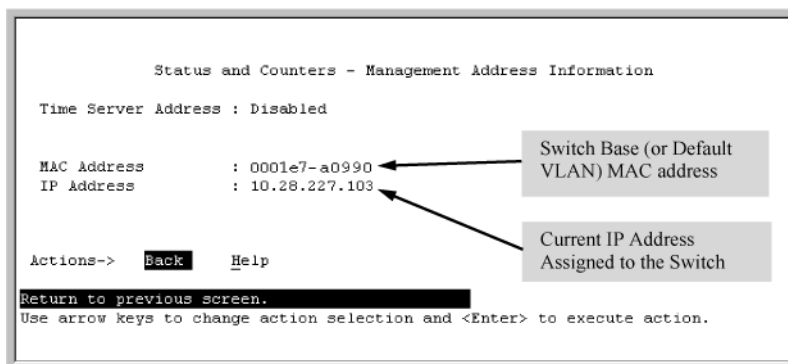 Status and Counters - Management Address Information
Time Server Address : Disabled
MAC Address : 0001e7-a0990
Switch Base (or Default
VLAN) MAC address
IP Address : 10.28.227.103
Current IP Address
Assigned to the Switch
Actions-> Back Help
Return to previous screen.
Use arrow keys to change action selection and <Enter> to execute action.